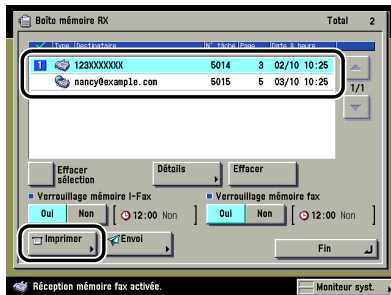 Boîte mémoire RX Total 2
Type Destinataire N° tâche Page Date & heure
1 123XXXXXXX 5014 3 02/10 10:25
nancy@example.com 5015 5 03/10 10:25
1/1
Effacer sélection Détails Effacer
Verrouillage mémoire I-Fax Verrouillage mémoire fax
Oui Non [ 12:00 Non ] Oui Non [ 12:00 Non ]
Imprimer Envoi
Fin
Réception mémoire fax activée. Moniteur syst.